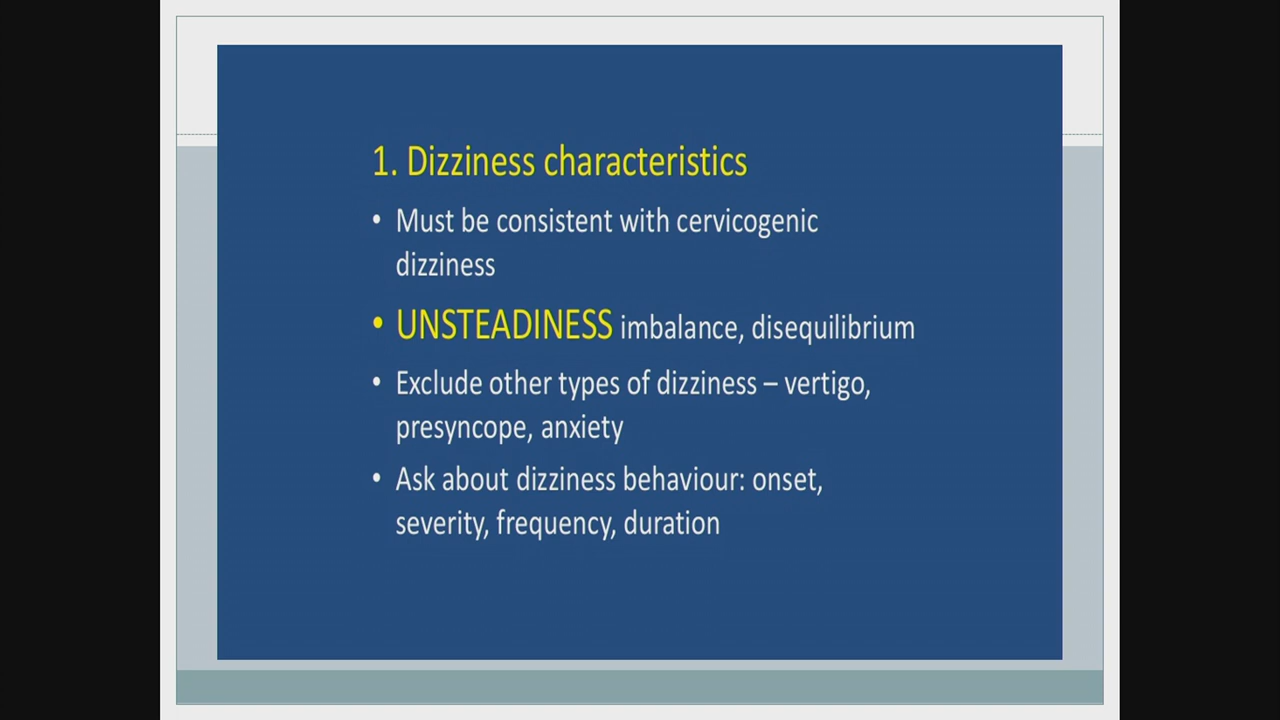 1. Dizziness characteristics
• Must be consistent with cervicogenic
dizziness
• UNSTEADINESS imbalance, disequilibrium
• Exclude other types of dizziness – vertigo,
presyncope, anxiety
• Ask about dizziness behaviour: onset,
severity, frequency, duration